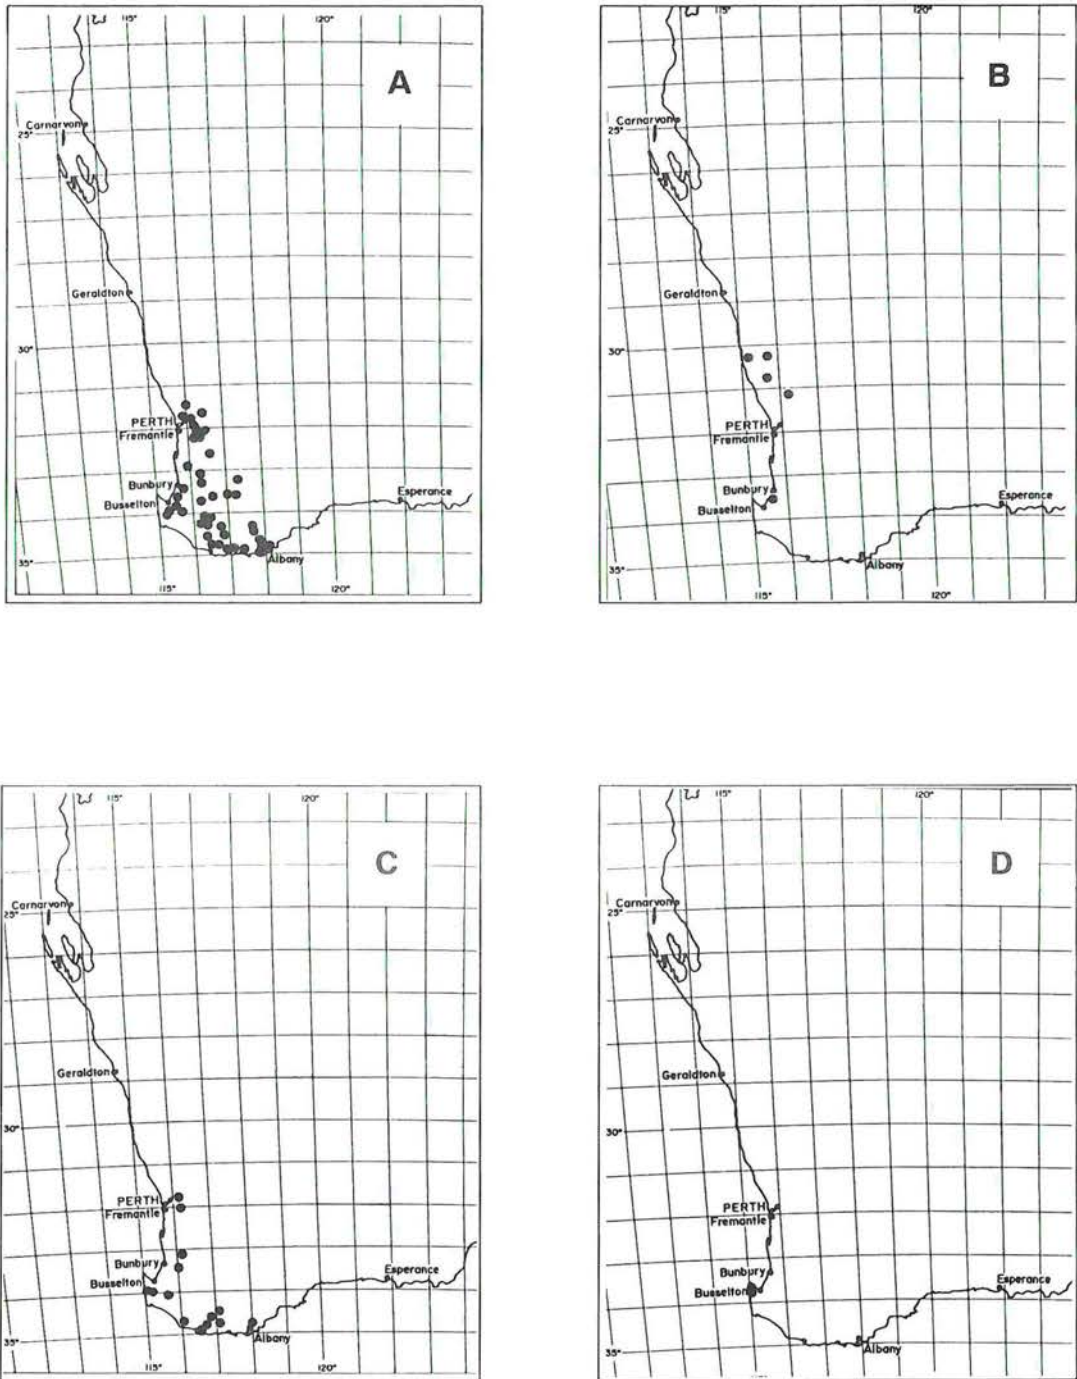 115°
120°
A
Carnarvon
25°
Geraldton
30°
PERTH
Fremantle
Bunbury
Busselton
Esperance
Albany
35°
115°
120°
115°
120°
B
Carnarvon
25°
Geraldton
30°
PERTH
Fremantle
Bunbury
Busselton
Esperance
Albany
35°
115°
120°
115°
120°
C
Carnarvon
25°
Geraldton
30°
PERTH
Fremantle
Bunbury
Busselton
Esperance
Albany
35°
115°
120°
115°
120°
D
Carnarvon
25°
Geraldton
30°
PERTH
Fremantle
Bunbury
Busselton
Esperance
Albany
35°